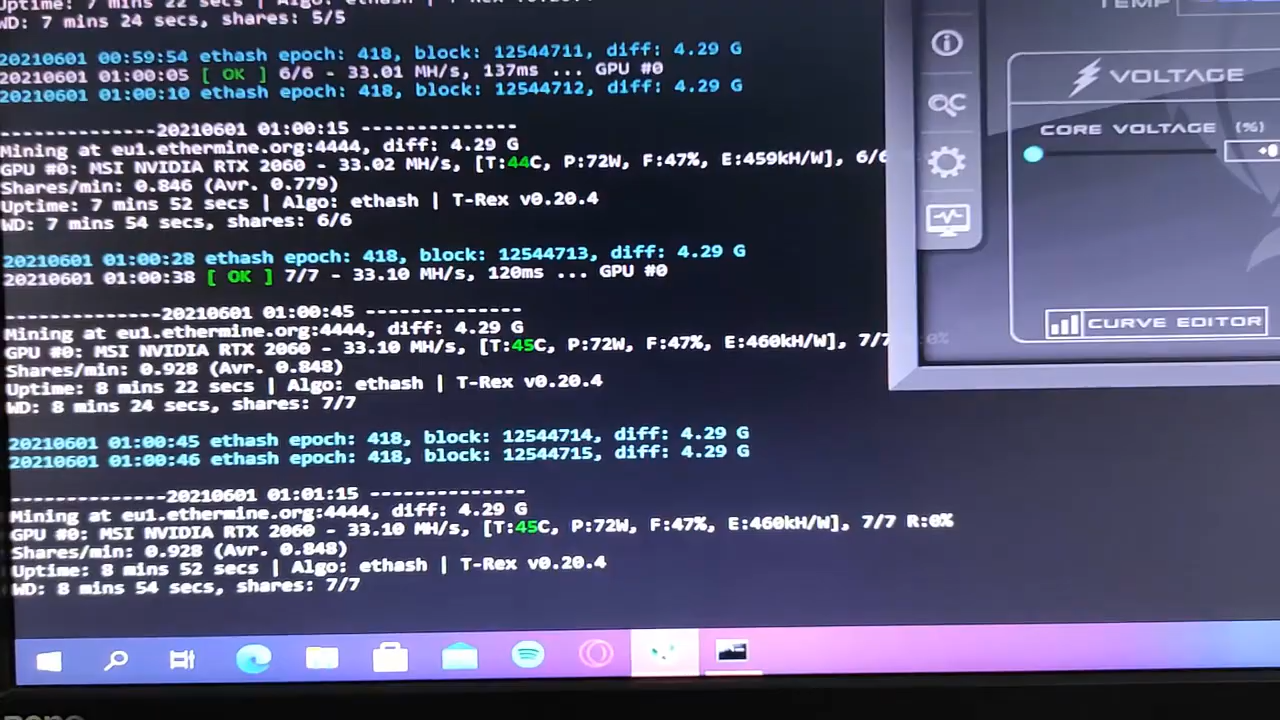 Uptime: 7 mins 22 secs | Algo: ethash | T-Rex v0.20.4
WD: 7 mins 24 secs, shares: 5/5
20210601 00:59:54 ethash epoch: 418, block: 12544711, diff: 4.29 G
20210601 01:00:05 [ OK ] 6/6 - 33.01 MH/s, 137ms ... GPU #0
20210601 01:00:10 ethash epoch: 418, block: 12544712, diff: 4.29 G
--------------20210601 01:00:15 --------------
Mining at eu1.ethermine.org:4444, diff: 4.29 G
GPU #0: MSI NVIDIA RTX 2060 - 33.02 MH/s, [T:44C, P:72W, F:47%, E:459kH/W], 6/6
Shares/min: 0.846 (Avr. 0.779)
Uptime: 7 mins 52 secs | Algo: ethash | T-Rex v0.20.4
WD: 7 mins 54 secs, shares: 6/6
20210601 01:00:28 ethash epoch: 418, block: 12544713, diff: 4.29 G
20210601 01:00:38 [ OK ] 7/7 - 33.10 MH/s, 120ms ... GPU #0
--------------20210601 01:00:45 --------------
Mining at eu1.ethermine.org:4444, diff: 4.29 G
GPU #0: MSI NVIDIA RTX 2060 - 33.10 MH/s, [T:45C, P:72W, F:47%, E:460kH/W], 7/7
Shares/min: 0.928 (Avr. 0.848)
Uptime: 8 mins 22 secs | Algo: ethash | T-Rex v0.20.4
WD: 8 mins 24 secs, shares: 7/7
20210601 01:00:45 ethash epoch: 418, block: 12544714, diff: 4.29 G
20210601 01:00:46 ethash epoch: 418, block: 12544715, diff: 4.29 G
--------------20210601 01:01:15 --------------
Mining at eu1.ethermine.org:4444, diff: 4.29 G
GPU #0: MSI NVIDIA RTX 2060 - 33.10 MH/s, [T:45C, P:72W, F:47%, E:460kH/W], 7/7 R:0%
Shares/min: 0.928 (Avr. 0.848)
Uptime: 8 mins 52 secs | Algo: ethash | T-Rex v0.20.4
WD: 8 mins 54 secs, shares: 7/7
TEMP
VOLTAGE
CORE VOLTAGE (%)
+0
CURVE EDITOR